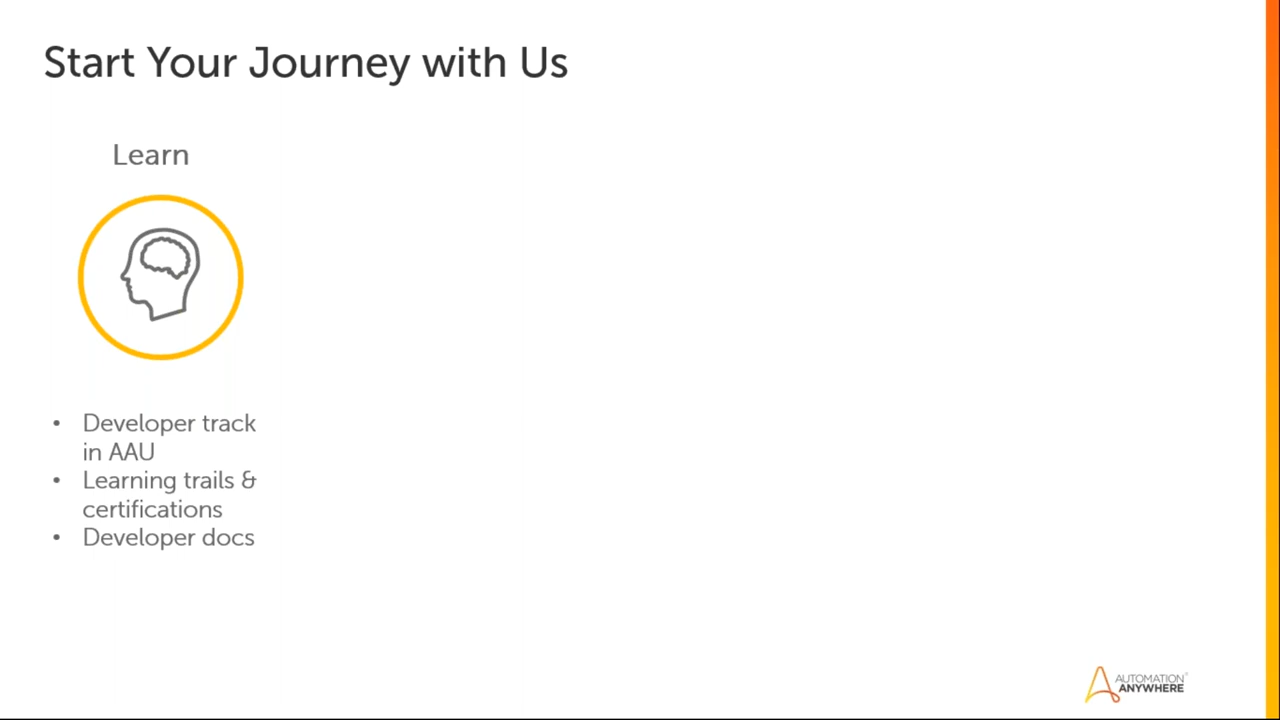 Start Your Journey with Us
Learn
• Developer track
in AAU
• Learning trails &
certifications
• Developer docs
AUTOMATION
ANYWHERE